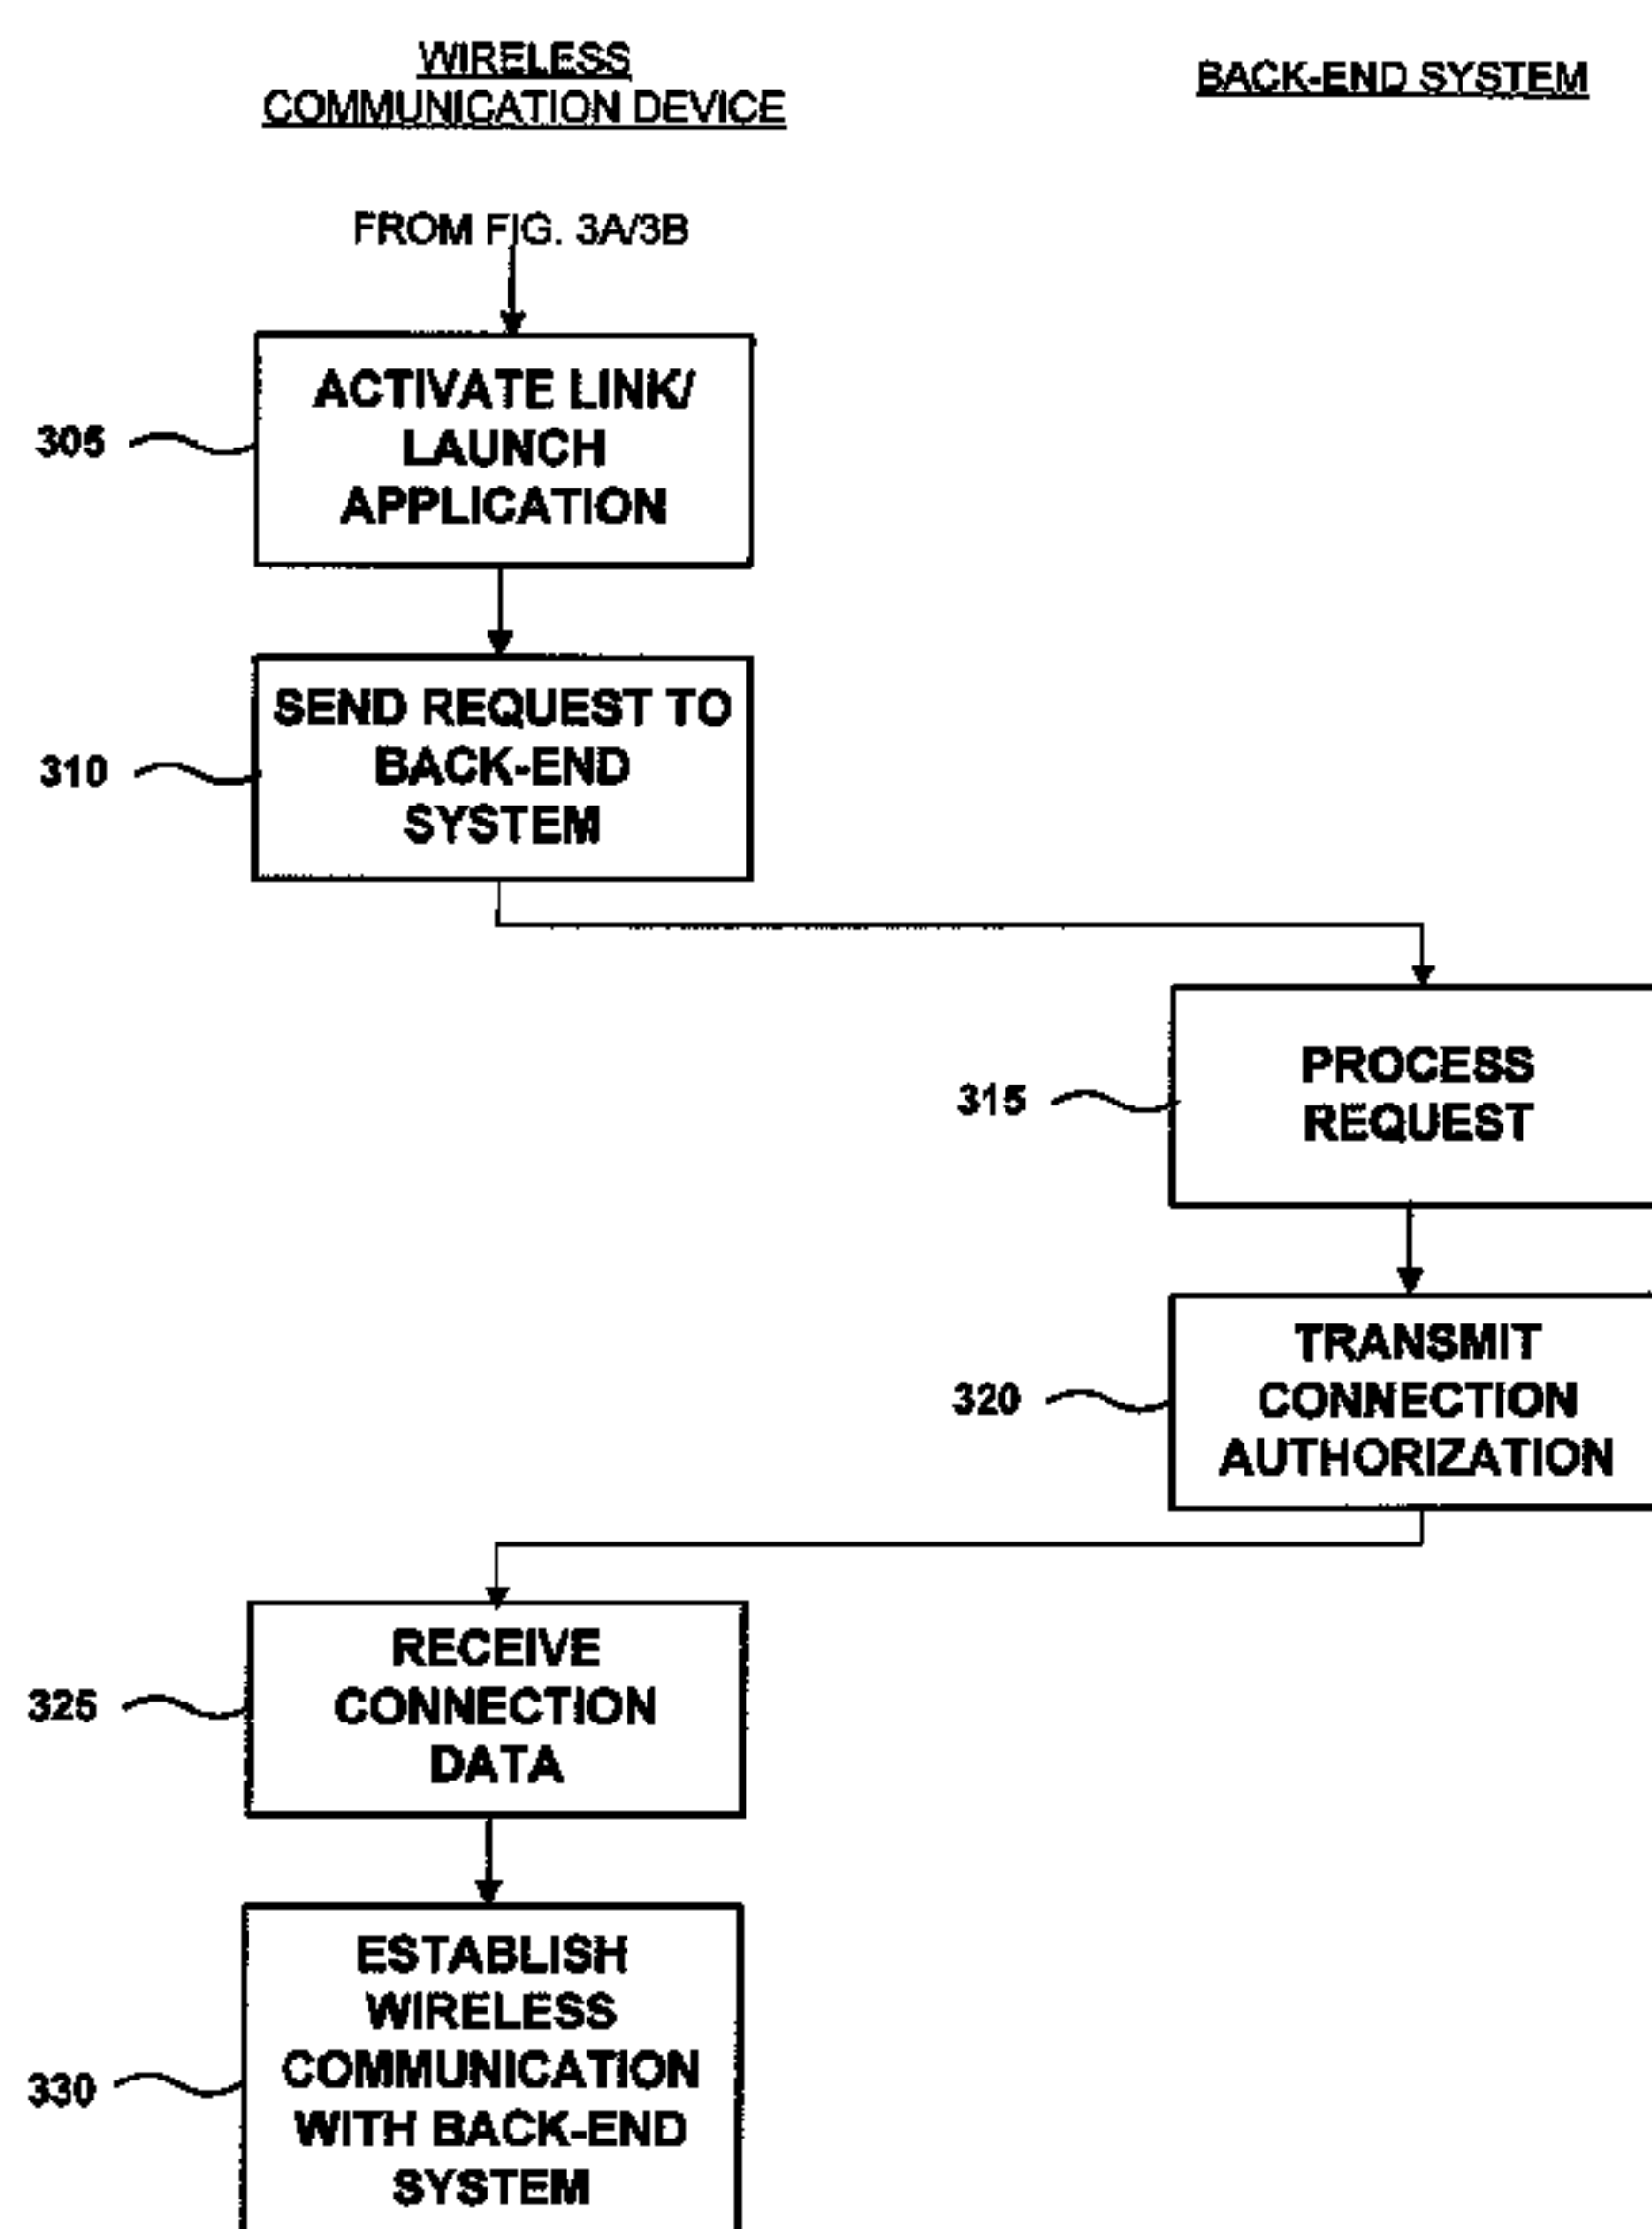 WIRELESS
COMMUNICATION DEVICE
BACK-END SYSTEM
FROM FIG. 3A/3B
305
ACTIVATE LINK/
LAUNCH
APPLICATION
310
SEND REQUEST TO
BACK-END
SYSTEM
315
PROCESS
REQUEST
320
TRANSMIT
CONNECTION
AUTHORIZATION
325
RECEIVE
CONNECTION
DATA
330
ESTABLISH
WIRELESS
COMMUNICATION
WITH BACK-END
SYSTEM